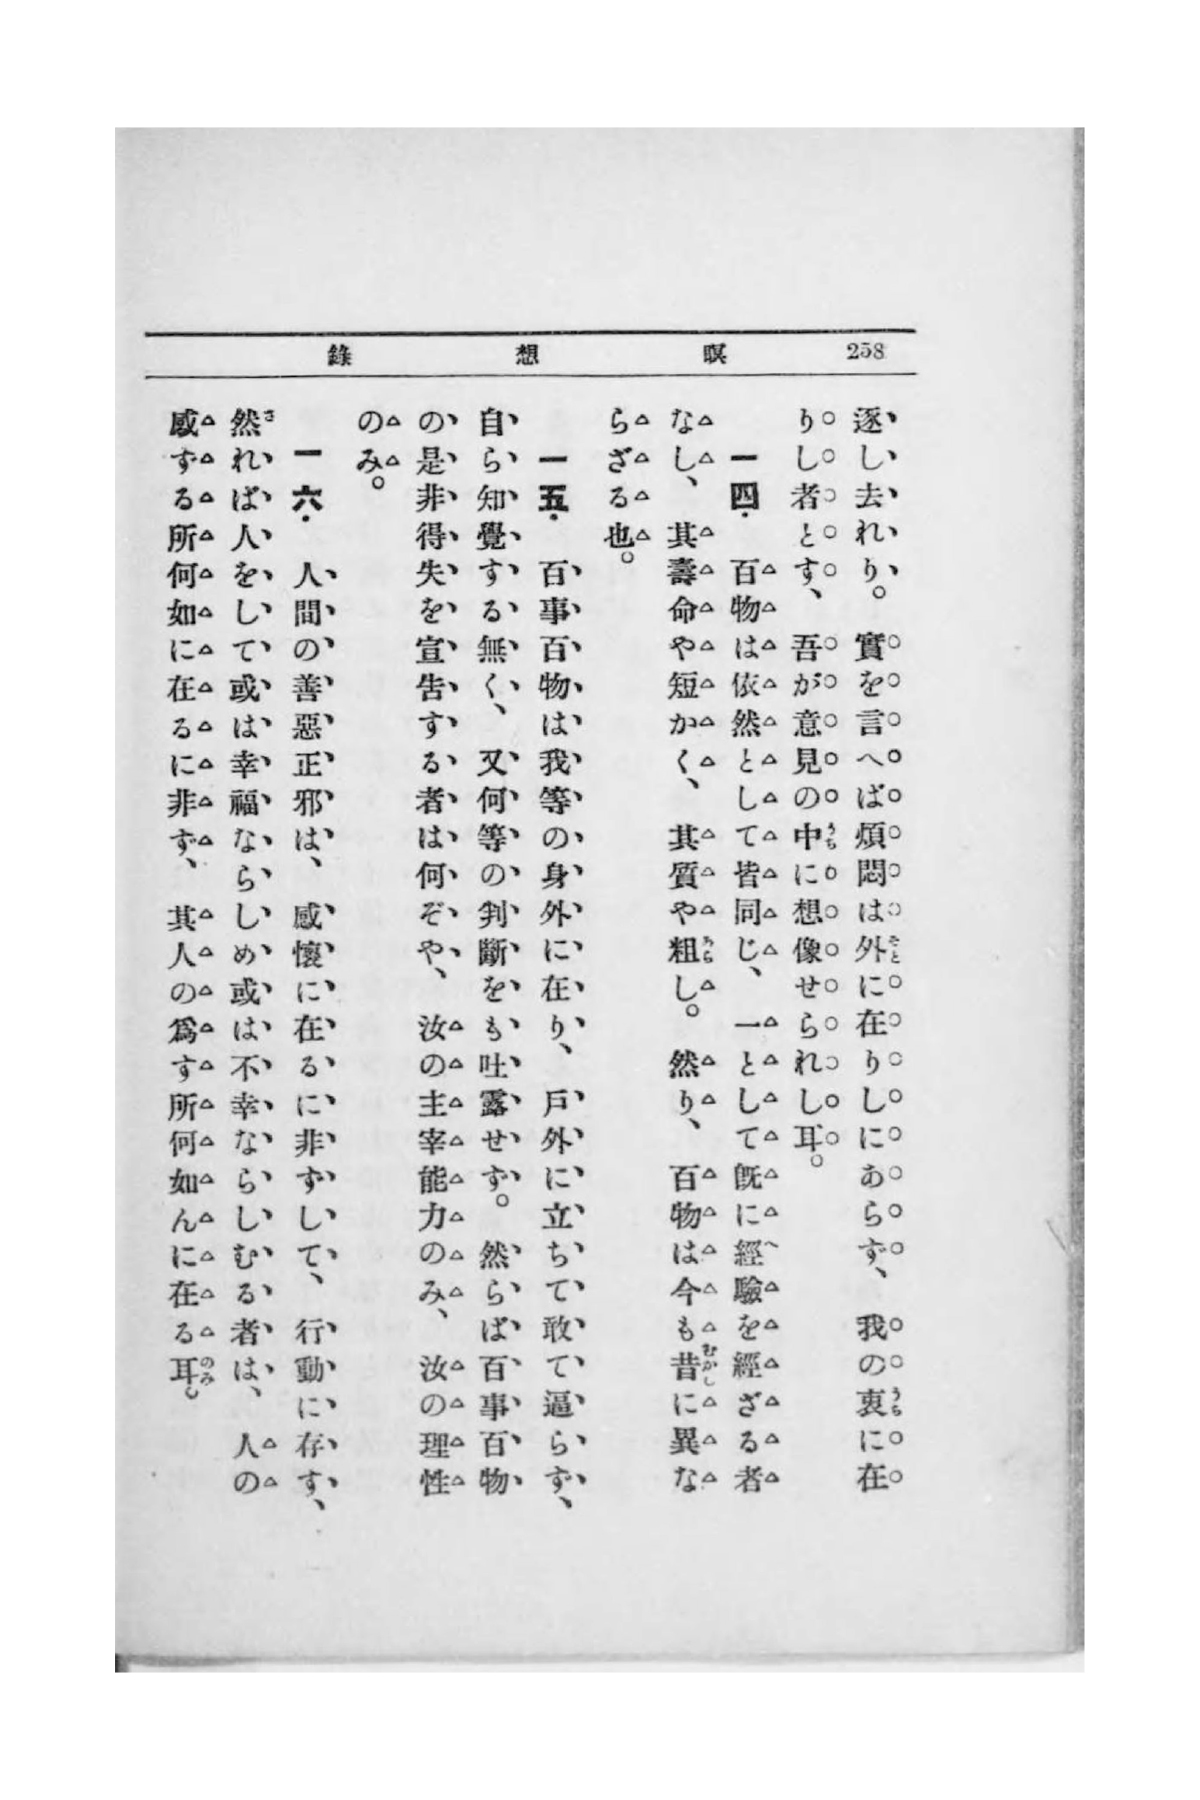 258
瞑想錄
逐し去れり。實を言へば煩悶は外に在りしにあらず、我の衷に在
りし者とす、吾が意見の中に想像せられし耳。
一四. 百物は依然として皆同じ、一として既に經驗を經ざる者
なし、其壽命や短かく、其質や粗し。然り、百物は今も昔に異な
らざる也。
一五. 百事百物は我等の身外に在り、戶外に立ちて敢て逼らず、
自ら知覺する無く、又何等の判斷をも吐露せず。然らば百事百物
の是非得失を宣告する者は何ぞや、汝の主宰能力のみ、汝の理性
のみ。
一六. 人間の善惡正邪は、感懷に在るに非ずして、行動に存す、
然れば人をして或は幸福ならしめ或は不幸ならしむる者は、人の
感ずる所何如に在るに非ず、其人の爲す所何如んに在る耳。